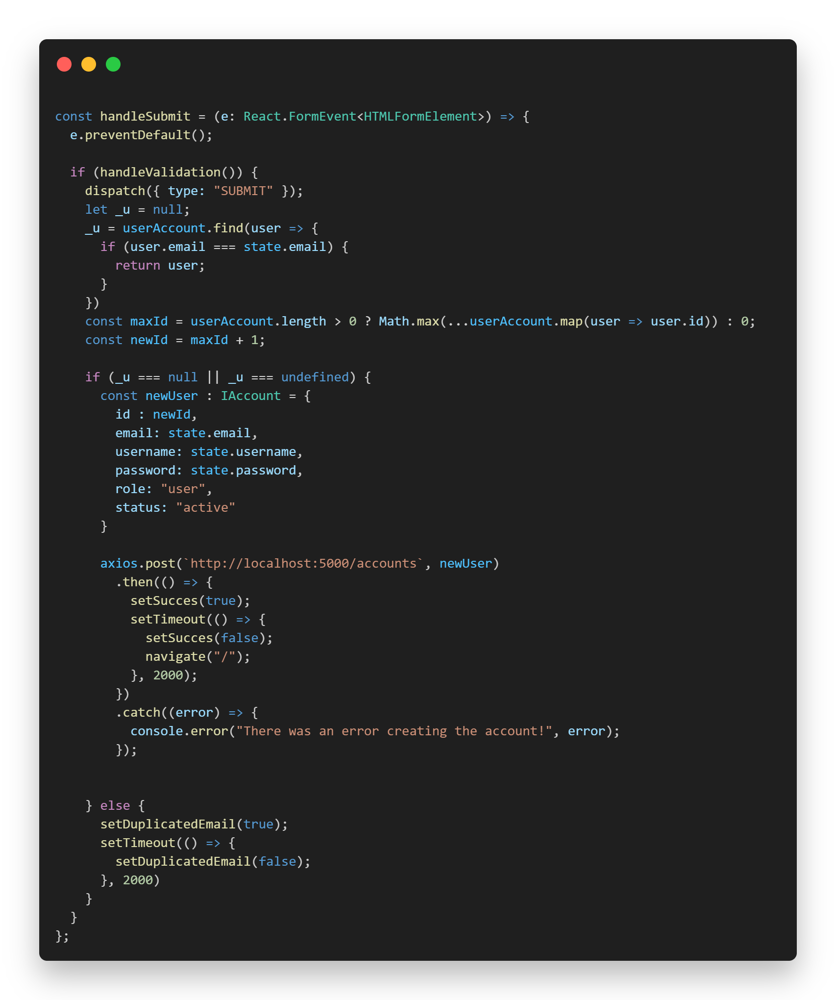 const handleSubmit = (e: React.FormEvent<HTMLFormElement>) => {
  e.preventDefault();

  if (handleValidation()) {
    dispatch({ type: "SUBMIT" });
    let _u = null;
    _u = userAccount.find(user => {
      if (user.email === state.email) {
        return user;
      }
    })
    const maxId = userAccount.length > 0 ? Math.max(...userAccount.map(user => user.id)) : 0;
    const newId = maxId + 1;

    if (_u === null || _u === undefined) {
      const newUser : IAccount = {
        id : newId,
        email: state.email,
        username: state.username,
        password: state.password,
        role: "user",
        status: "active"
      }

      axios.post(`http://localhost:5000/accounts`, newUser)
        .then(() => {
          setSucces(true);
          setTimeout(() => {
            setSucces(false);
            navigate("/");
          }, 2000);
        })
        .catch((error) => {
          console.error("There was an error creating the account!", error);
        });


    } else {
      setDuplicatedEmail(true);
      setTimeout(() => {
        setDuplicatedEmail(false);
      }, 2000)
    }
  }
};